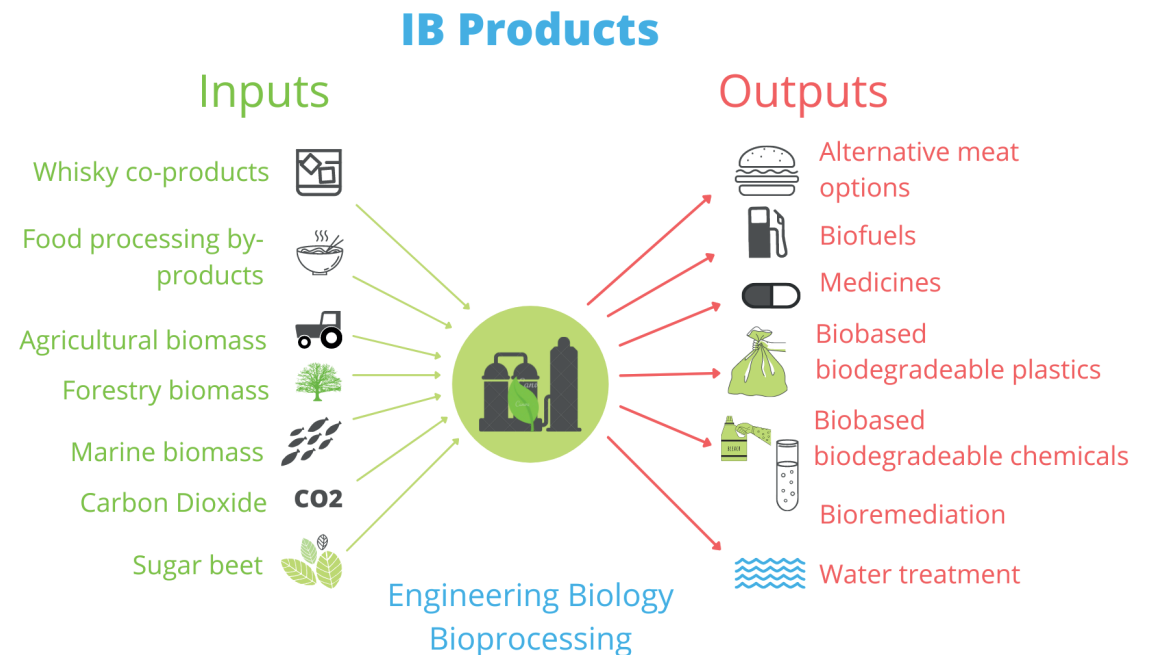 IB Products
Inputs
Whisky co-products
Food processing by-
products
Agricultural biomass
Forestry biomass
Marine biomass
Carbon Dioxide
CO2
Sugar beet
Outputs
Alternative meat
options
Biofuels
Medicines
Biobased
biodegradeable plastics
Biobased
biodegradeable chemicals
Bioremediation
Water treatment
Engineering Biology
Bioprocessing